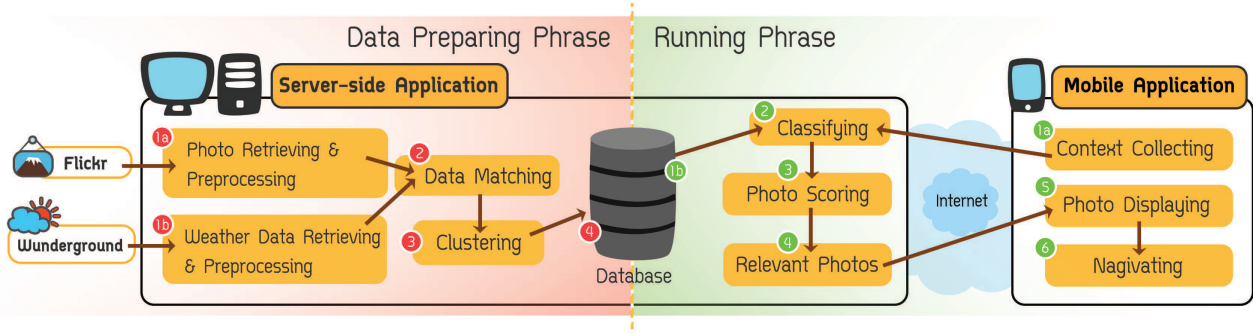 Data Preparing Phrase
Running Phrase
Server-side Application
Mobile Application
Flickr
Wunderground
1a
Photo Retrieving &
Preprocessing
1b
Weather Data Retrieving
& Preprocessing
2
Data Matching
3
Clustering
4
Database
1b
2
Classifying
3
Photo Scoring
4
Relevant Photos
Internet
1a
Context Collecting
5
Photo Displaying
6
Nagivating